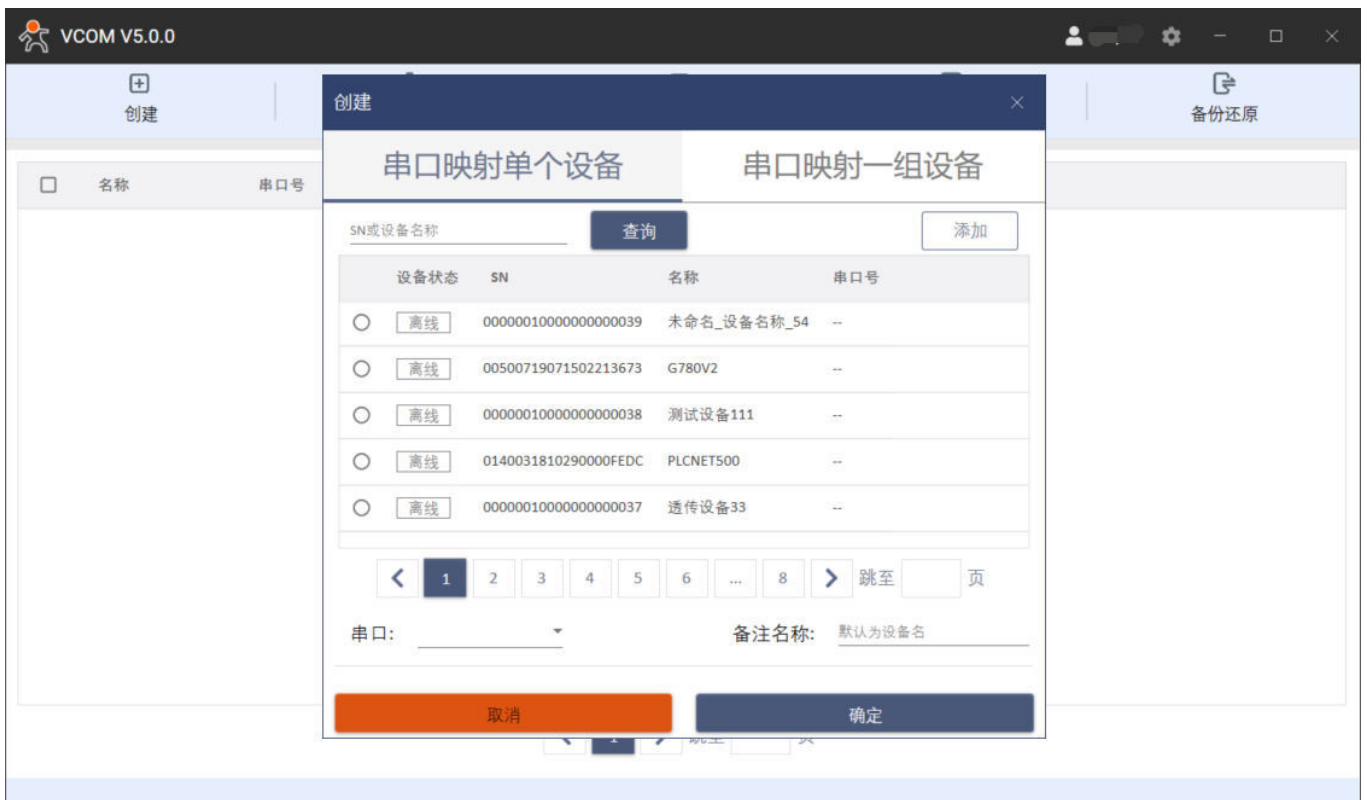 VCOM V5.0.0
创建
备份还原
名称 串口号
创建
串口映射单个设备 串口映射一组设备
SN或设备名称 查询 添加
设备状态 SN 名称 串口号
离线 00000010000000000039 未命名_设备名称_54 --
离线 00500719071502213673 G780V2 --
离线 00000010000000000038 测试设备111 --
离线 0140031810290000FEDC PLCNET500 --
离线 00000010000000000037 透传设备33 --
1 2 3 4 5 6 ... 8 跳至 页
串口: 备注名称: 默认为设备名
取消 确定